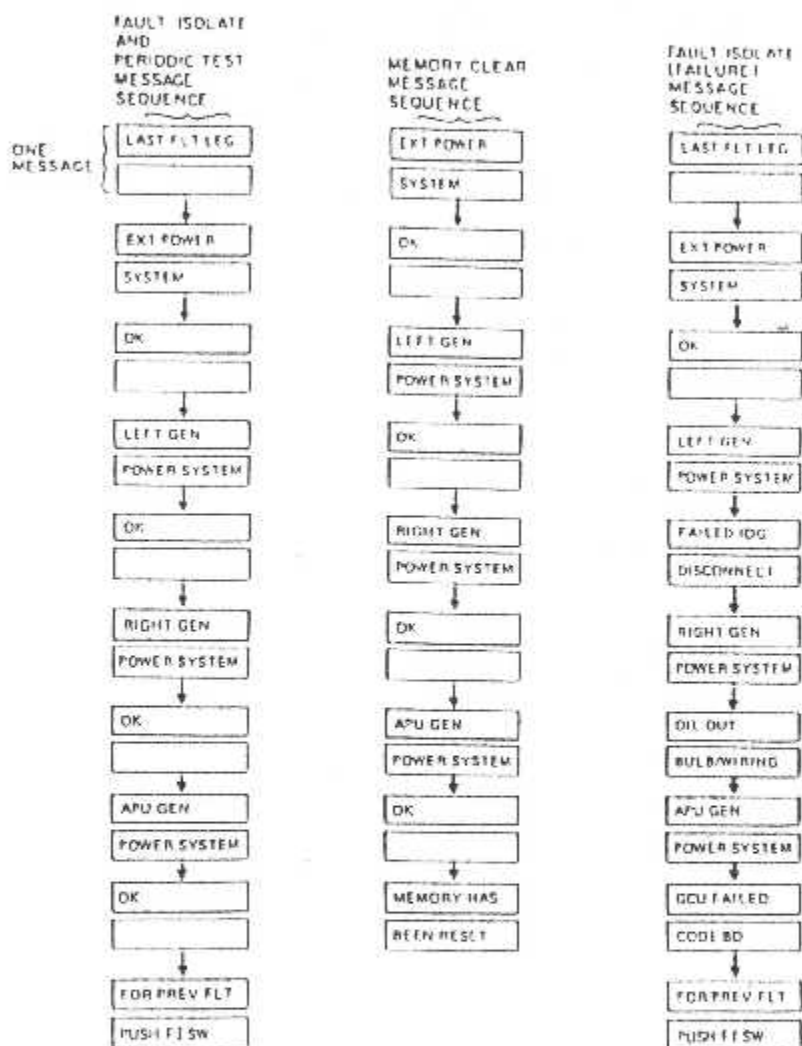 FAULT ISOLATE
AND
PERIODIC TEST
MESSAGE
SEQUENCE
ONE
MESSAGE
LAST FLT LEG
EXT POWER
SYSTEM
OK
LEFT GEN
POWER SYSTEM
OK
RIGHT GEN
POWER SYSTEM
OK
APU GEN
POWER SYSTEM
OK
FOR PREV FLT
PUSH F I SW
MEMORY CLEAR
MESSAGE
SEQUENCE
EXT POWER
SYSTEM
OK
LEFT GEN
POWER SYSTEM
OK
RIGHT GEN
POWER SYSTEM
OK
APU GEN
POWER SYSTEM
OK
MEMORY HAS
BEEN RESET
FAULT ISOLATE
(FAILURE)
MESSAGE
SEQUENCE
LAST FLT LEG
EXT POWER
SYSTEM
OK
LEFT GEN
POWER SYSTEM
FAILED IDG
DISCONNECT
RIGHT GEN
POWER SYSTEM
OIL OUT
BULB/WIRING
APU GEN
POWER SYSTEM
GCU FAILED
CODE BD
FOR PREV FLT
PUSH F I SW